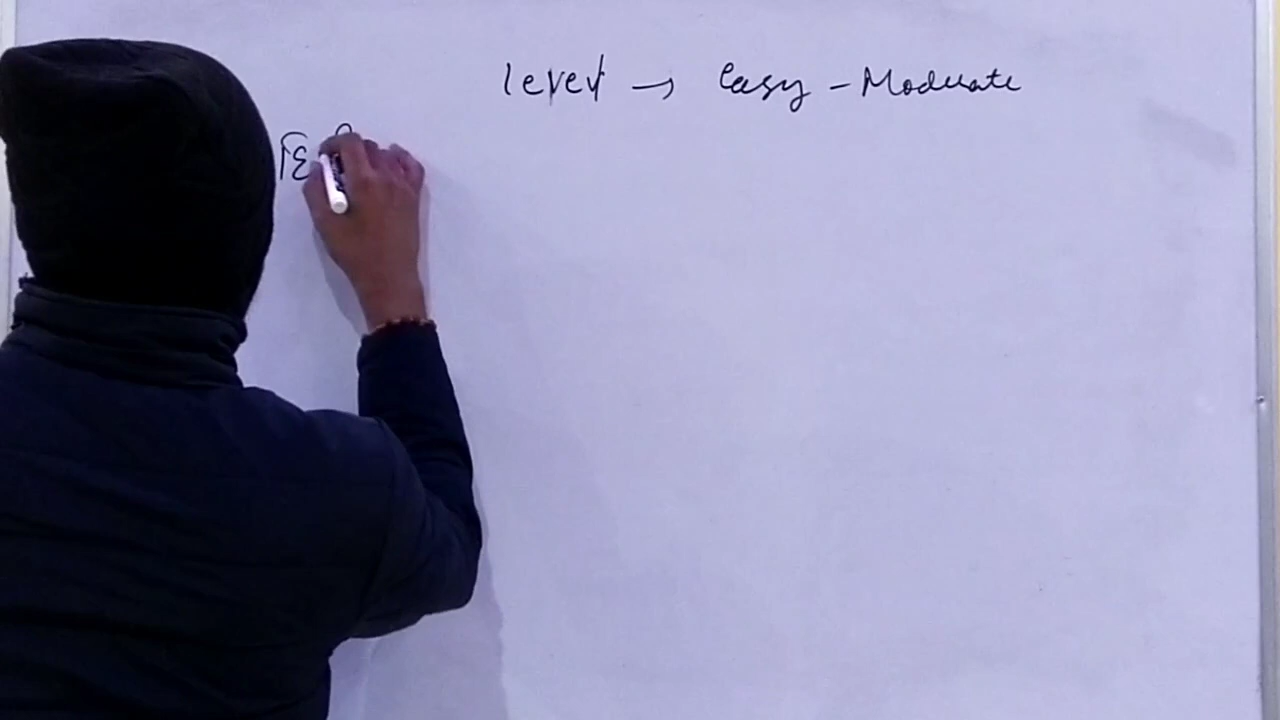 level → easy - Moderate